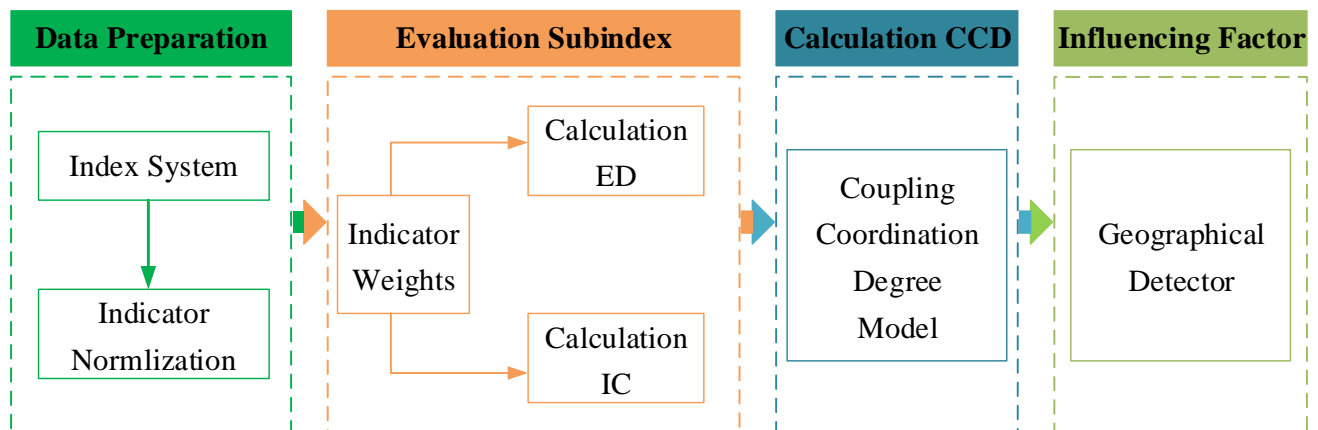 Data Preparation
Evaluation Subindex
Calculation CCD
Influencing Factor
Index System
Indicator
Normlization
Indicator
Weights
Calculation
ED
Calculation
IC
Coupling
Coordination
Degree
Model
Geographical
Detector